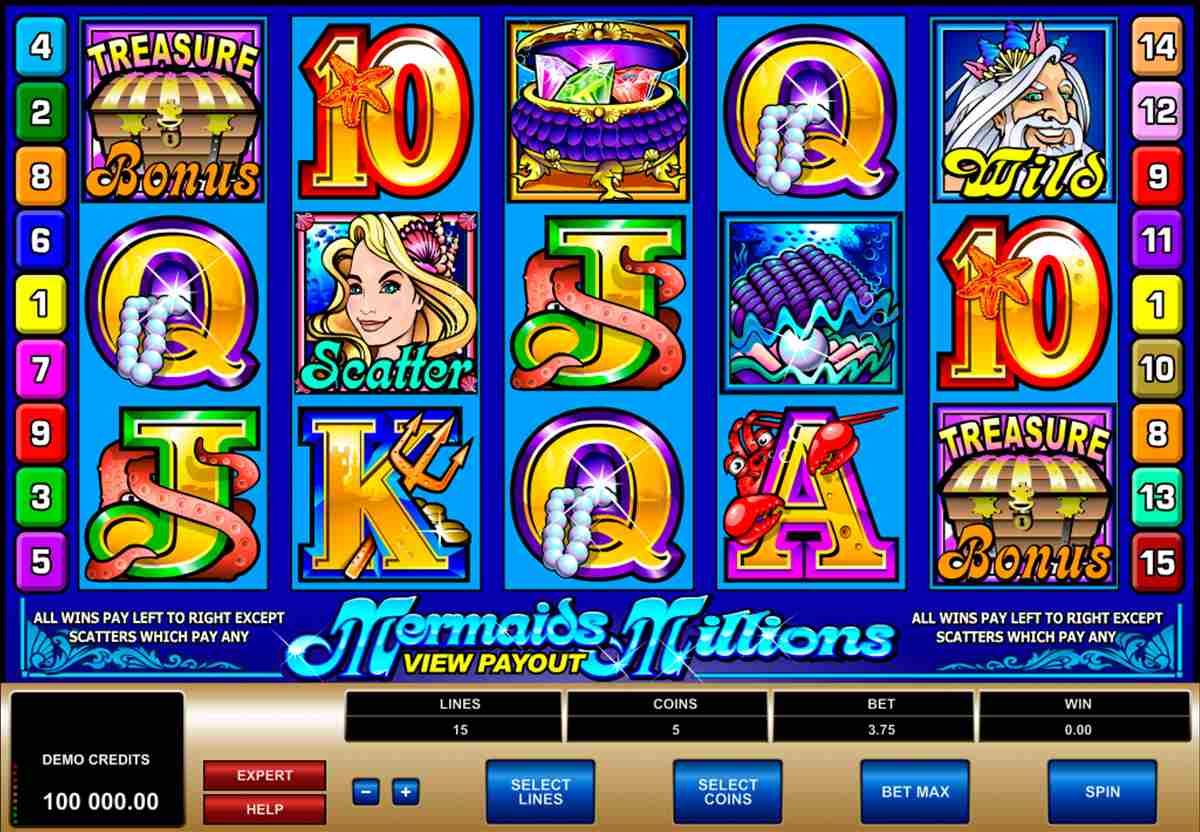 4
2
8
6
1
7
9
3
5
TREASURE
Bonus
10
Q
Wild
Q
Scatter
J
10
J
K
Q
A
TREASURE
Bonus
14
12
9
11
1
10
8
13
15
ALL WINS PAY LEFT TO RIGHT EXCEPT
SCATTERS WHICH PAY ANY
Mermaids Millions
VIEW PAYOUT
ALL WINS PAY LEFT TO RIGHT EXCEPT
SCATTERS WHICH PAY ANY
DEMO CREDITS
100 000.00
EXPERT
HELP
LINES
15
COINS
5
BET
3.75
WIN
0.00
−
+
SELECT
LINES
SELECT
COINS
BET MAX
SPIN